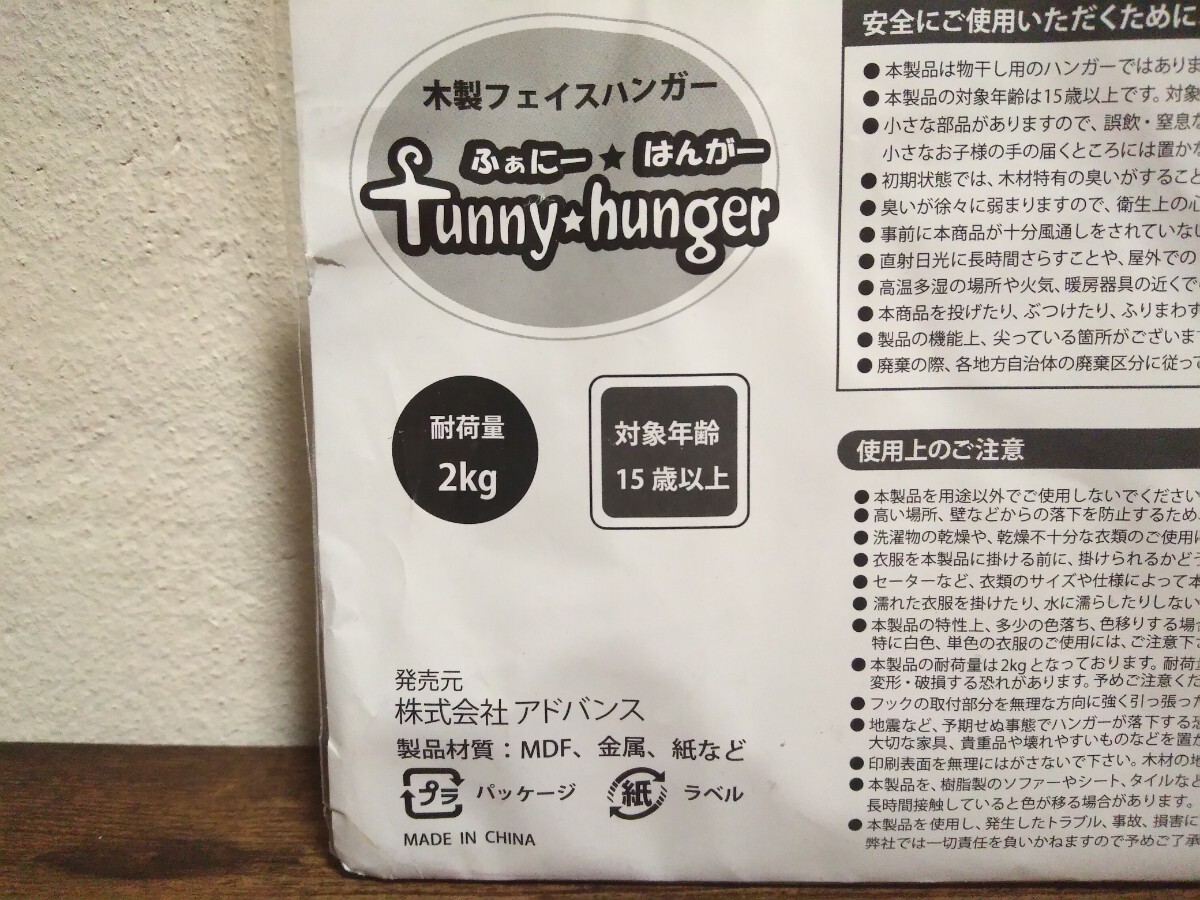 木製フェイスハンガー
ふぁにー★はんがー
funny★hunger
耐荷量
2kg
対象年齢
15歳以上
発売元
株式会社アドバンス
製品材質：MDF、金属、紙など
プラ パッケージ 紙 ラベル
MADE IN CHINA
安全にご使用いただくために
●本製品は物干し用のハンガーではありま
●本製品の対象年齢は15歳以上です。対象
●小さな部品がありますので、誤飲・窒息な
小さなお子様の手の届くところには置かな
●初期状態では、木材特有の臭いがすること
●臭いが徐々に弱まりますので、衛生上の心
●事前に本商品が十分風通しをされていない
●直射日光に長時間さらすことや、屋外での
●高温多湿の場所や火気、暖房器具の近くで
●本商品を投げたり、ぶつけたり、ふりまわす
●製品の機能上、尖っている箇所がございま
●廃棄の際、各地方自治体の廃棄区分に従って
使用上のご注意
●本製品を用途以外でご使用しないでください
●高い場所、壁などからの落下を防止するため
●洗濯物の乾燥や、乾燥不十分な衣類のご使用に
●衣服を本製品に掛ける前に、掛けられるかどう
●セーターなど、衣類のサイズや仕様によって本
●濡れた衣服を掛けたり、水に濡らしたりしない
●本製品の特性上、多少の色落ち、色移りする場合
特に白色、単色の衣服のご使用には、ご注意下さ
●本製品の耐荷量は2kgとなっております。耐荷量
変形・破損する恐れがあります。予めご注意くだ
●フックの取付部分を無理な方向に強く引っ張った
●地震など、予期せぬ事態でハンガーが落下する恐
大切な家具、貴重品や壊れやすいものなどを置か
●印刷表面を無理にはがさないで下さい。木材の地
●本製品を、樹脂製のソファーやシート、タイルなど
長時間接触していると色が移る場合があります。
●本製品を使用し、発生したトラブル、事故、損害に
弊社では一切責任を負いかねますので予めご了承